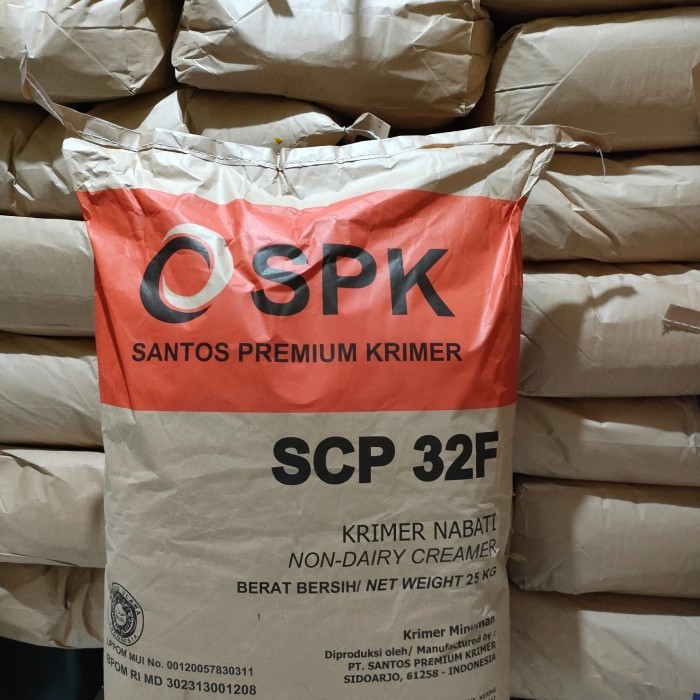 SPK
SANTOS PREMIUM KRIMER
SCP 32F
KRIMER NABATI
NON-DAIRY CREAMER
BERAT BERSIH/ NET WEIGHT 25 KG
LPPOM MUI No. 00120057830311
BPOM RI MD 302313001208
Krimer Minuman
Diproduksi oleh/ Manufactured by :
PT. SANTOS PREMIUM KRIMER
SIDOARJO, 61258 - INDONESIA